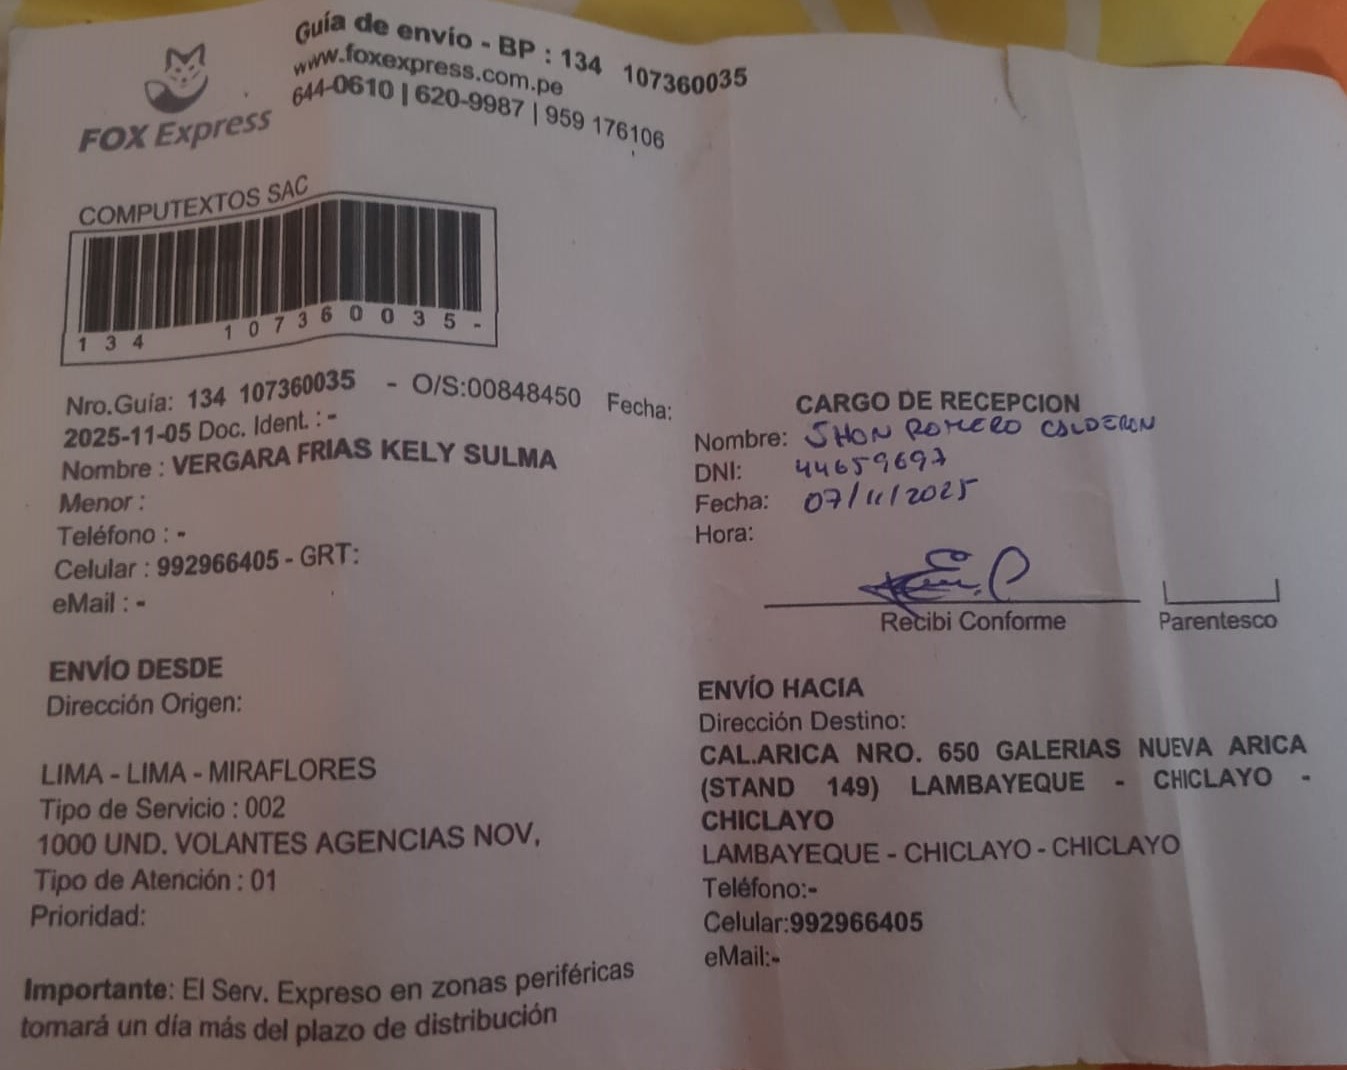 Guía de envío - BP : 134 107360035
www.foxexpress.com.pe
644-0610 | 620-9987 | 959 176106
FOX Express
COMPUTEXTOS SAC
134 107360035-
Nro.Guía: 134 107360035 - O/S:00848450 Fecha:
2025-11-05 Doc. Ident. : -
Nombre : VERGARA FRIAS KELY SULMA
Menor :
Teléfono : -
Celular : 992966405 - GRT:
eMail : -
ENVÍO DESDE
Dirección Origen:
LIMA - LIMA - MIRAFLORES
Tipo de Servicio : 002
1000 UND. VOLANTES AGENCIAS NOV,
Tipo de Atención : 01
Prioridad:
Importante: El Serv. Expreso en zonas periféricas
tomará un día más del plazo de distribución
CARGO DE RECEPCION
Nombre: JHON ROMERO CALDERON
DNI: 44659697
Fecha: 07/11/2025
Hora:
Recibi Conforme Parentesco
ENVÍO HACIA
Dirección Destino:
CAL.ARICA NRO. 650 GALERIAS NUEVA ARICA
(STAND 149) LAMBAYEQUE - CHICLAYO -
CHICLAYO
LAMBAYEQUE - CHICLAYO - CHICLAYO
Teléfono:-
Celular:992966405
eMail:-